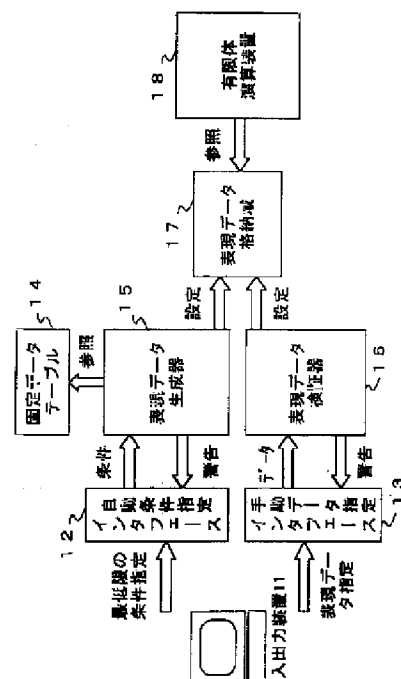 入出力装置11
最低限の
条件指定
表現デー
タ指定
12
自動条件指定
インタフェース
手動データ指定
インタフェース
13
条件
警告
データ
警告
14
固定データ
テーブル
参照
15
表現データ
生成器
表現データ
検証器
16
設定
設定
17
表現データ
格納減
参照
18
有限体
演算装置